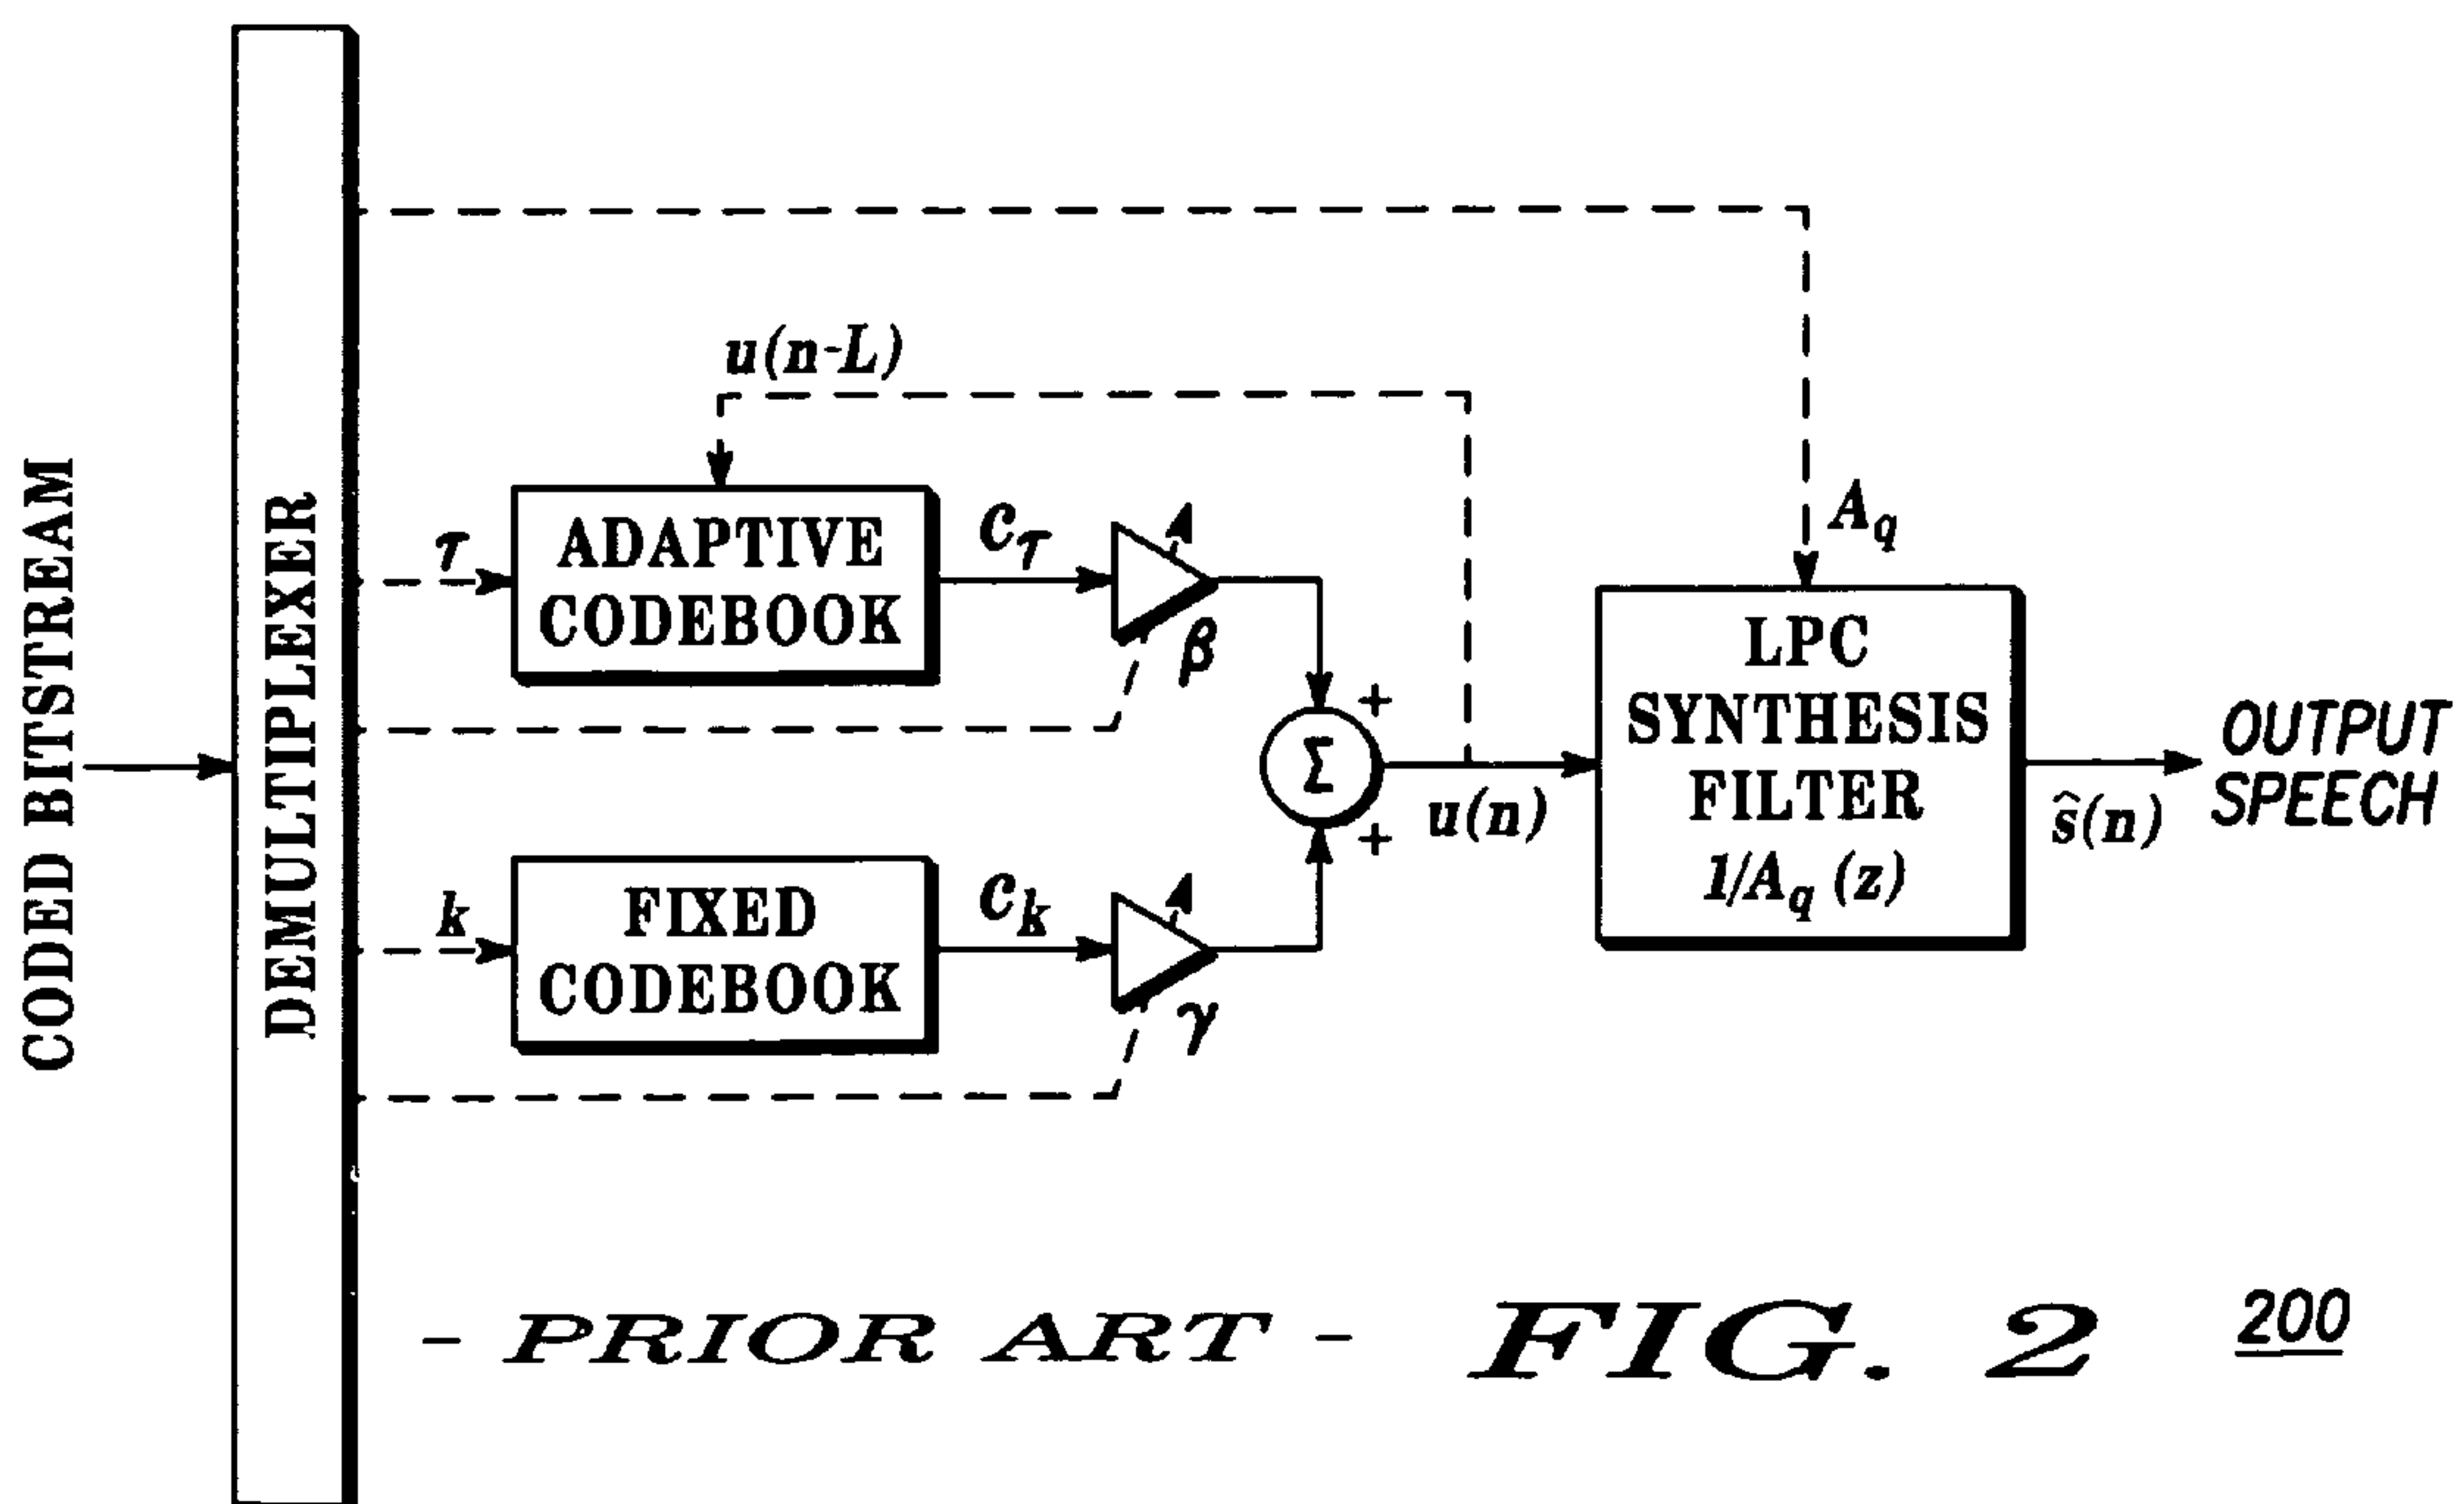 CODED BITSTREAM
DEMULTIPLEXER
u(n-L)
τ
ADAPTIVE
CODEBOOK
Cτ
β
A_q
LPC
SYNTHESIS
FILTER
1/A_q (z)
+
Σ
+
u(n)
ŝ(n)
OUTPUT
SPEECH
k
FIXED
CODEBOOK
C_k
γ
- PRIOR ART -
FIG. 2
200